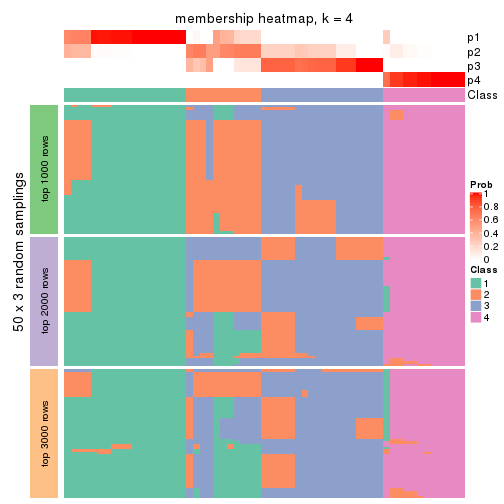 membership heatmap, k = 4
p1
p2
p3
p4
Class
50 x 3 random samplings
top 1000 rows
top 2000 rows
top 3000 rows
Prob
1
0.8
0.6
0.4
0.2
0
Class
1
2
3
4